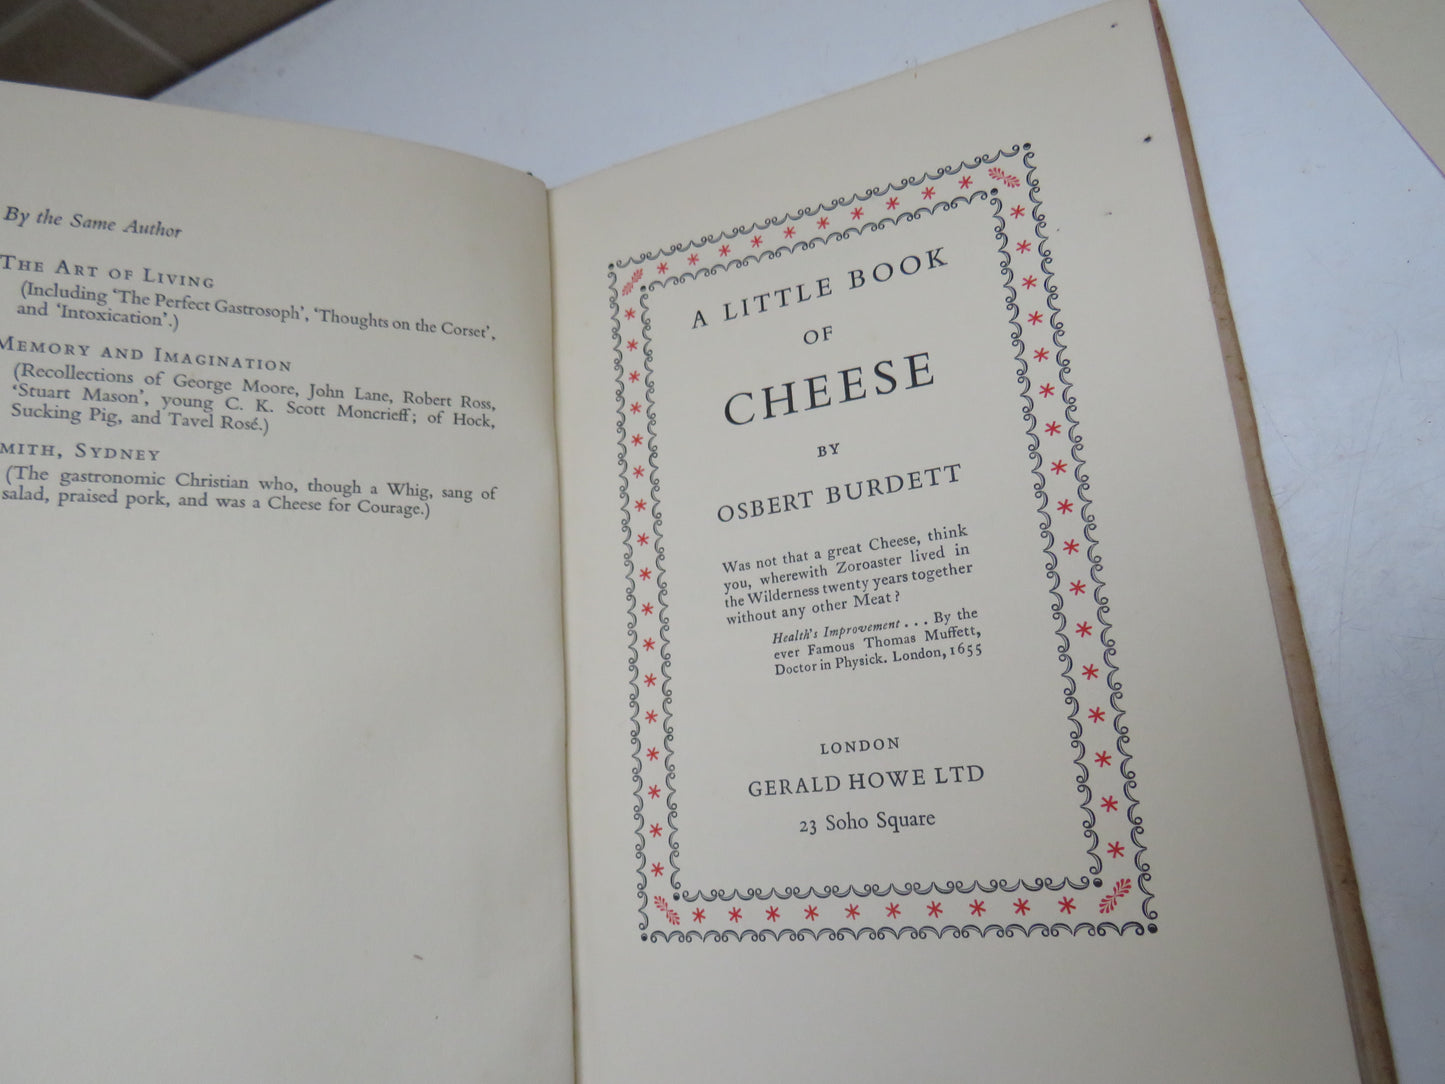 By the Same Author
THE ART OF LIVING
(Including ‘The Perfect Gastrosoph’, ‘Thoughts on the Corset’,
and ‘Intoxication’.)
MEMORY AND IMAGINATION
(Recollections of George Moore, John Lane, Robert Ross,
‘Stuart Mason’, young C. K. Scott Moncrieff; of Hock,
Sucking Pig, and Tavel Rosé.)
MITH, SYDNEY
(The gastronomic Christian who, though a Whig, sang of
salad, praised pork, and was a Cheese for Courage.)
A LITTLE BOOK
OF
CHEESE
BY
OSBERT BURDETT
Was not that a great Cheese, think
you, wherewith Zoroaster lived in
the Wilderness twenty years together
without any other Meat?
Health's Improvement . . . By the
ever Famous Thomas Muffett,
Doctor in Physick. London, 1655
LONDON
GERALD HOWE LTD
23 Soho Square